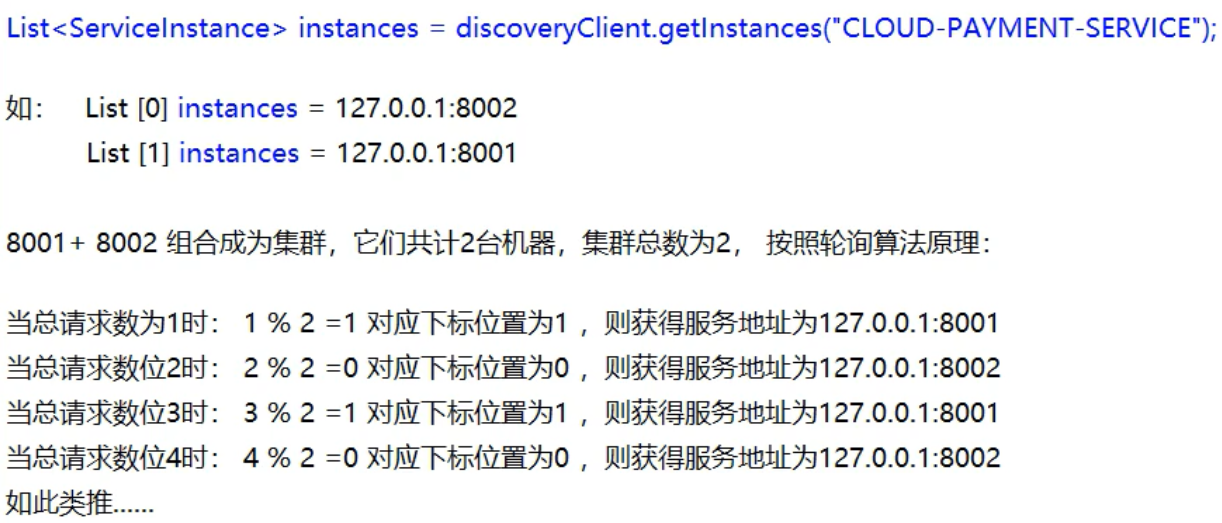 List<ServiceInstance> instances = discoveryClient.getInstances("CLOUD-PAYMENT-SERVICE");
如： List [0] instances = 127.0.0.1:8002
List [1] instances = 127.0.0.1:8001
8001+ 8002 组合成为集群，它们共计2台机器，集群总数为2， 按照轮询算法原理：
当总请求数为1时： 1 % 2 =1 对应下标位置为1 ，则获得服务地址为127.0.0.1:8001
当总请求数位2时： 2 % 2 =0 对应下标位置为0 ，则获得服务地址为127.0.0.1:8002
当总请求数位3时： 3 % 2 =1 对应下标位置为1 ，则获得服务地址为127.0.0.1:8001
当总请求数位4时： 4 % 2 =0 对应下标位置为0 ，则获得服务地址为127.0.0.1:8002
如此类推......